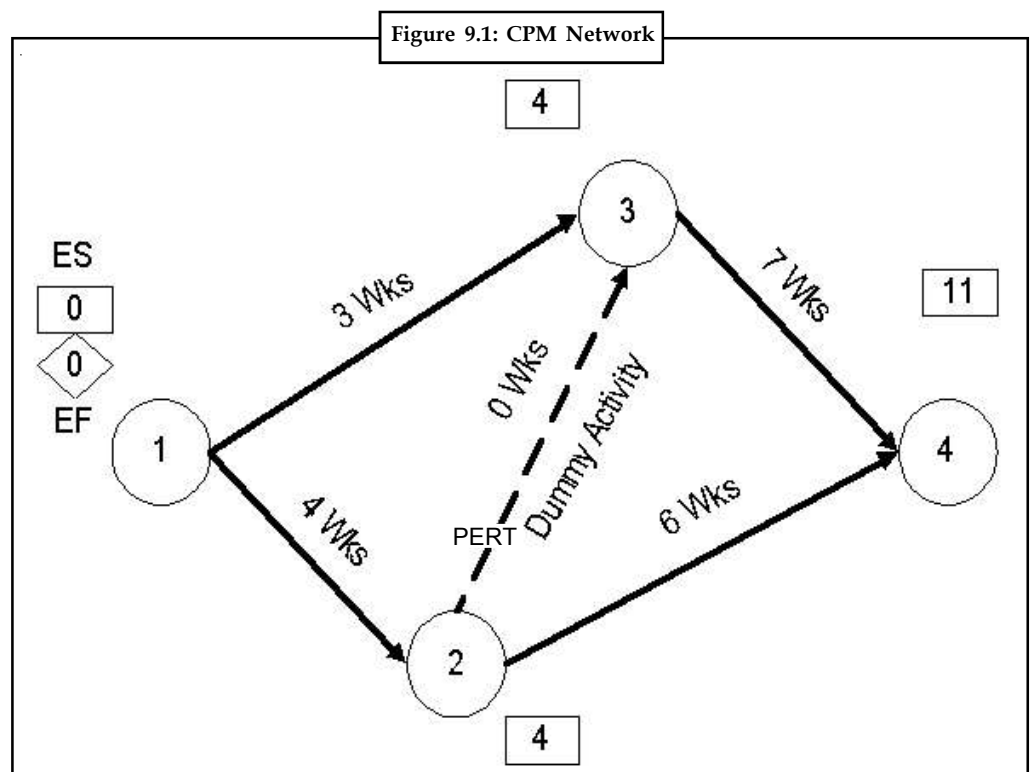 Figure 9.1: CPM Network
4
3
ES
0
0
EF
3 Wks
7 Wks
11
0 Wks
Dummy Activity
1
4
4 Wks
PERT
6 Wks
2
4